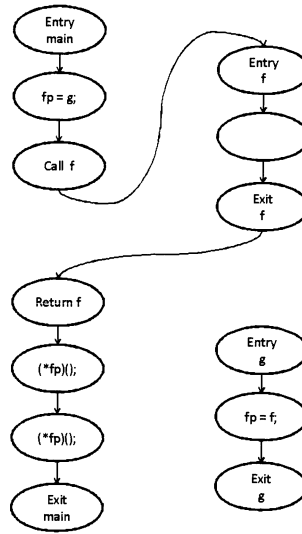 Entry
main
fp = g;
Call f
Entry
f
Exit
f
Return f
(*fp)();
(*fp)();
Exit
main
Entry
g
fp = f;
Exit
g